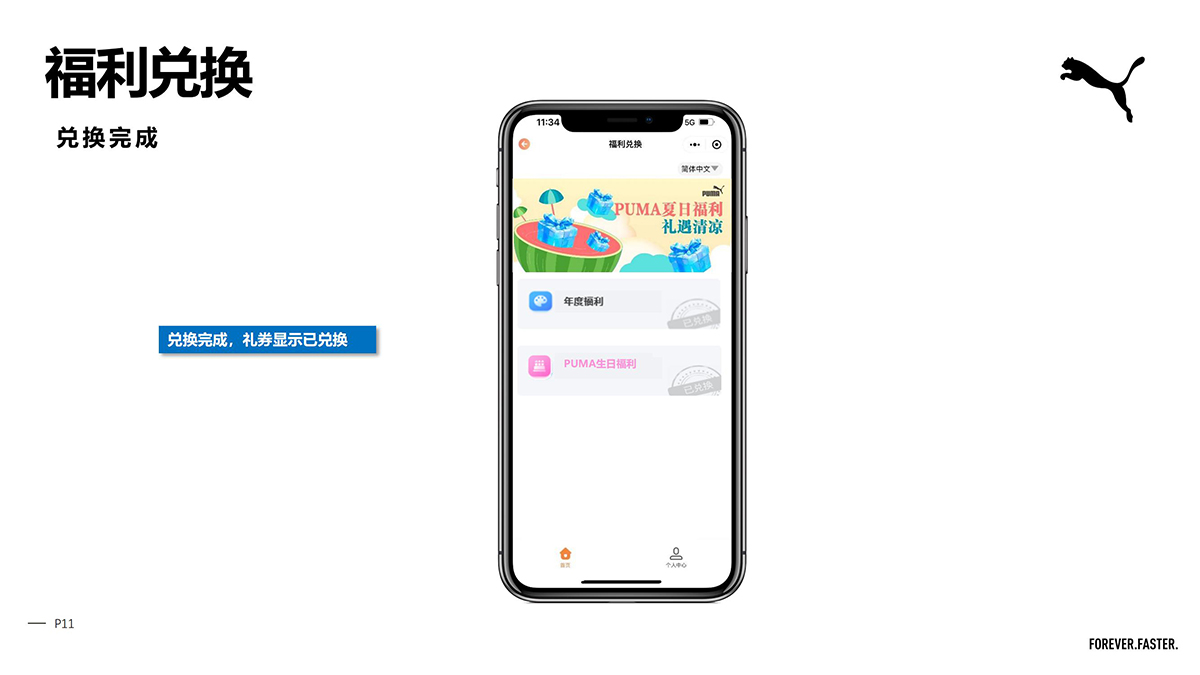 福利兑换
兑换完成
11:34
5G
福利兑换
简体中文
PUMA
PUMA夏日福利
礼遇清凉
年度福利
已兑换
兑换完成，礼券显示已兑换
PUMA生日福利
已兑换
首页
个人中心
P11
FOREVER.FASTER.